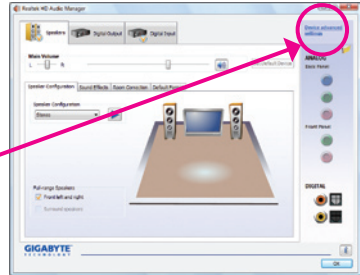 Realtek HD Audio Manager
Speakers
Digital Output
Digital Input
Device advanced
settings
Main Volume
L
R
Default Device
ANALOG
Back Panel
Speaker Configuration
Sound Effects
Room Correction
Default Format
Speaker Configuration
Stereo
Front Panel
Full-range Speakers
Front left and right
Surround speakers
DIGITAL
GIGABYTE
TECHNOLOGY
OK